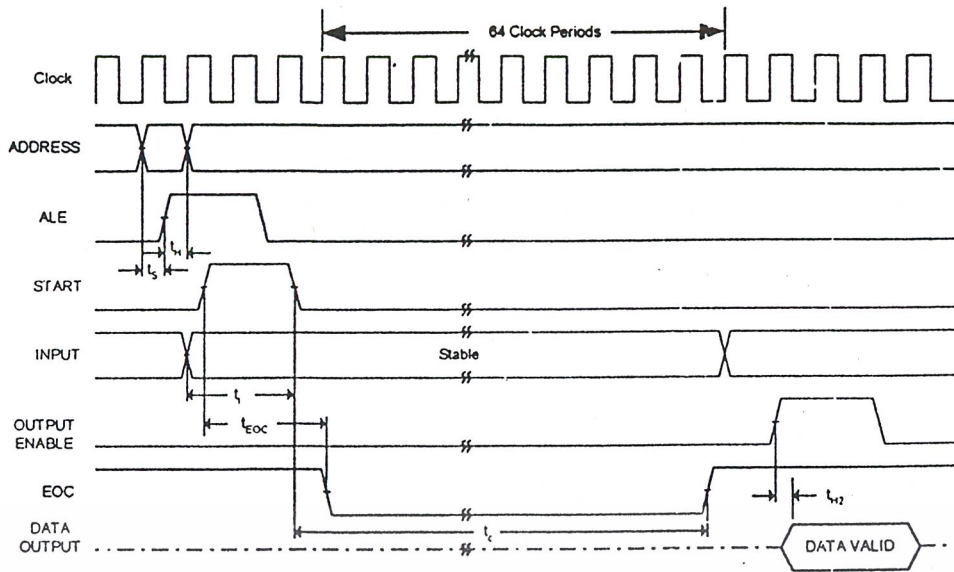 64 Clock Periods
Clock
ADDRESS
ALE
tH
tS
START
INPUT
Stable
tI
OUTPUT
ENABLE
tEOC
EOC
tH2
tC
DATA
OUTPUT
DATA VALID